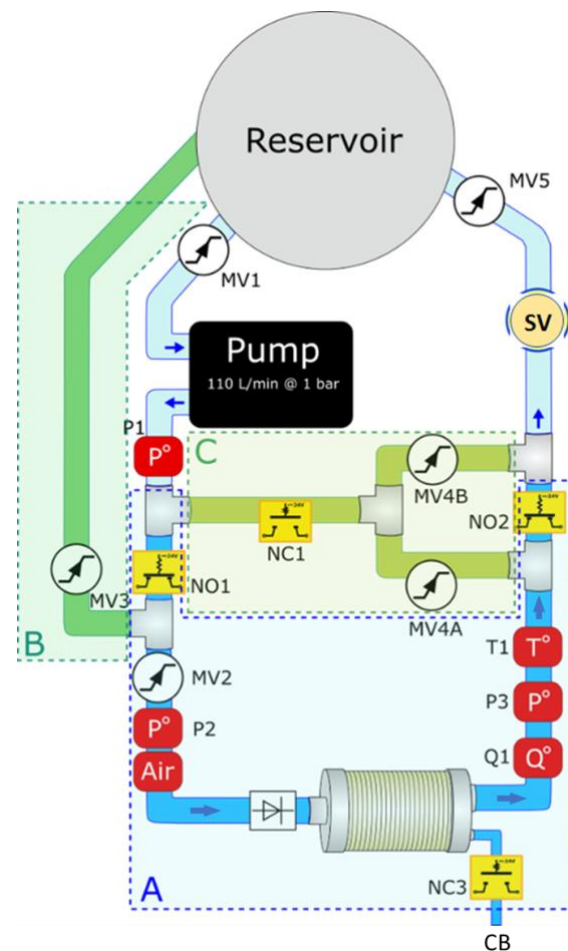 Reservoir
MV5
MV1
SV
Pump
110 L/min @ 1 bar
P1
P°
C
MV4B
NO2
NC1
NO1
MV3
MV4A
B
T1
T°
MV2
P°
P2
P3
P°
Air
Q1
Q°
NC3
A
CB